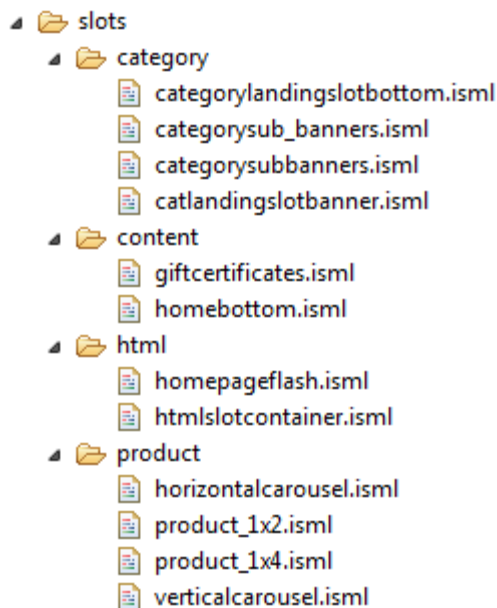 slots
category
categorylandingslotbottom.isml
categorysub_banners.isml
categorysubbanners.isml
catlandingslotbanner.isml
content
giftcertificates.isml
homebottom.isml
html
homepageflash.isml
htmlslotcontainer.isml
product
horizontalcarousel.isml
product_1x2.isml
product_1x4.isml
verticalcarousel.isml